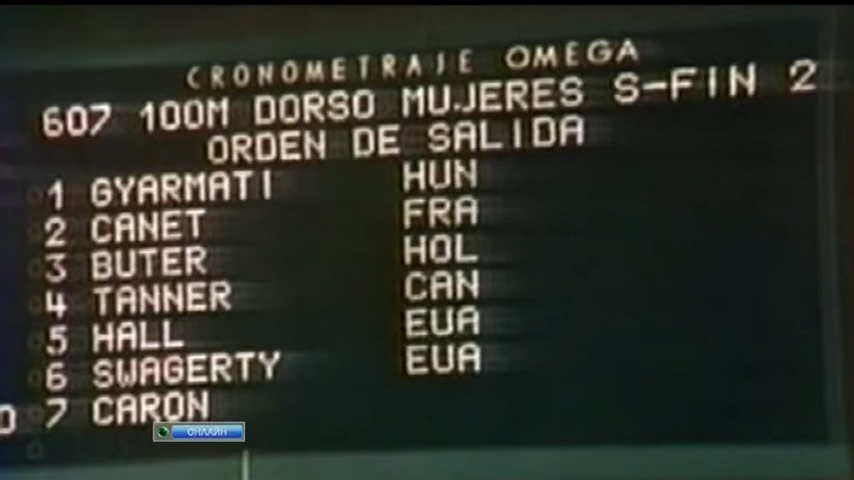 CRONOMETRAJE OMEGA
607 100M DORSO MUJERES S-FIN 2
ORDEN DE SALIDA
1 GYARMATI HUN
2 CANET FRA
3 BUTER HOL
4 TANNER CAN
5 HALL EUA
6 SWAGERTY EUA
7 CARON
ОНЛАЙН